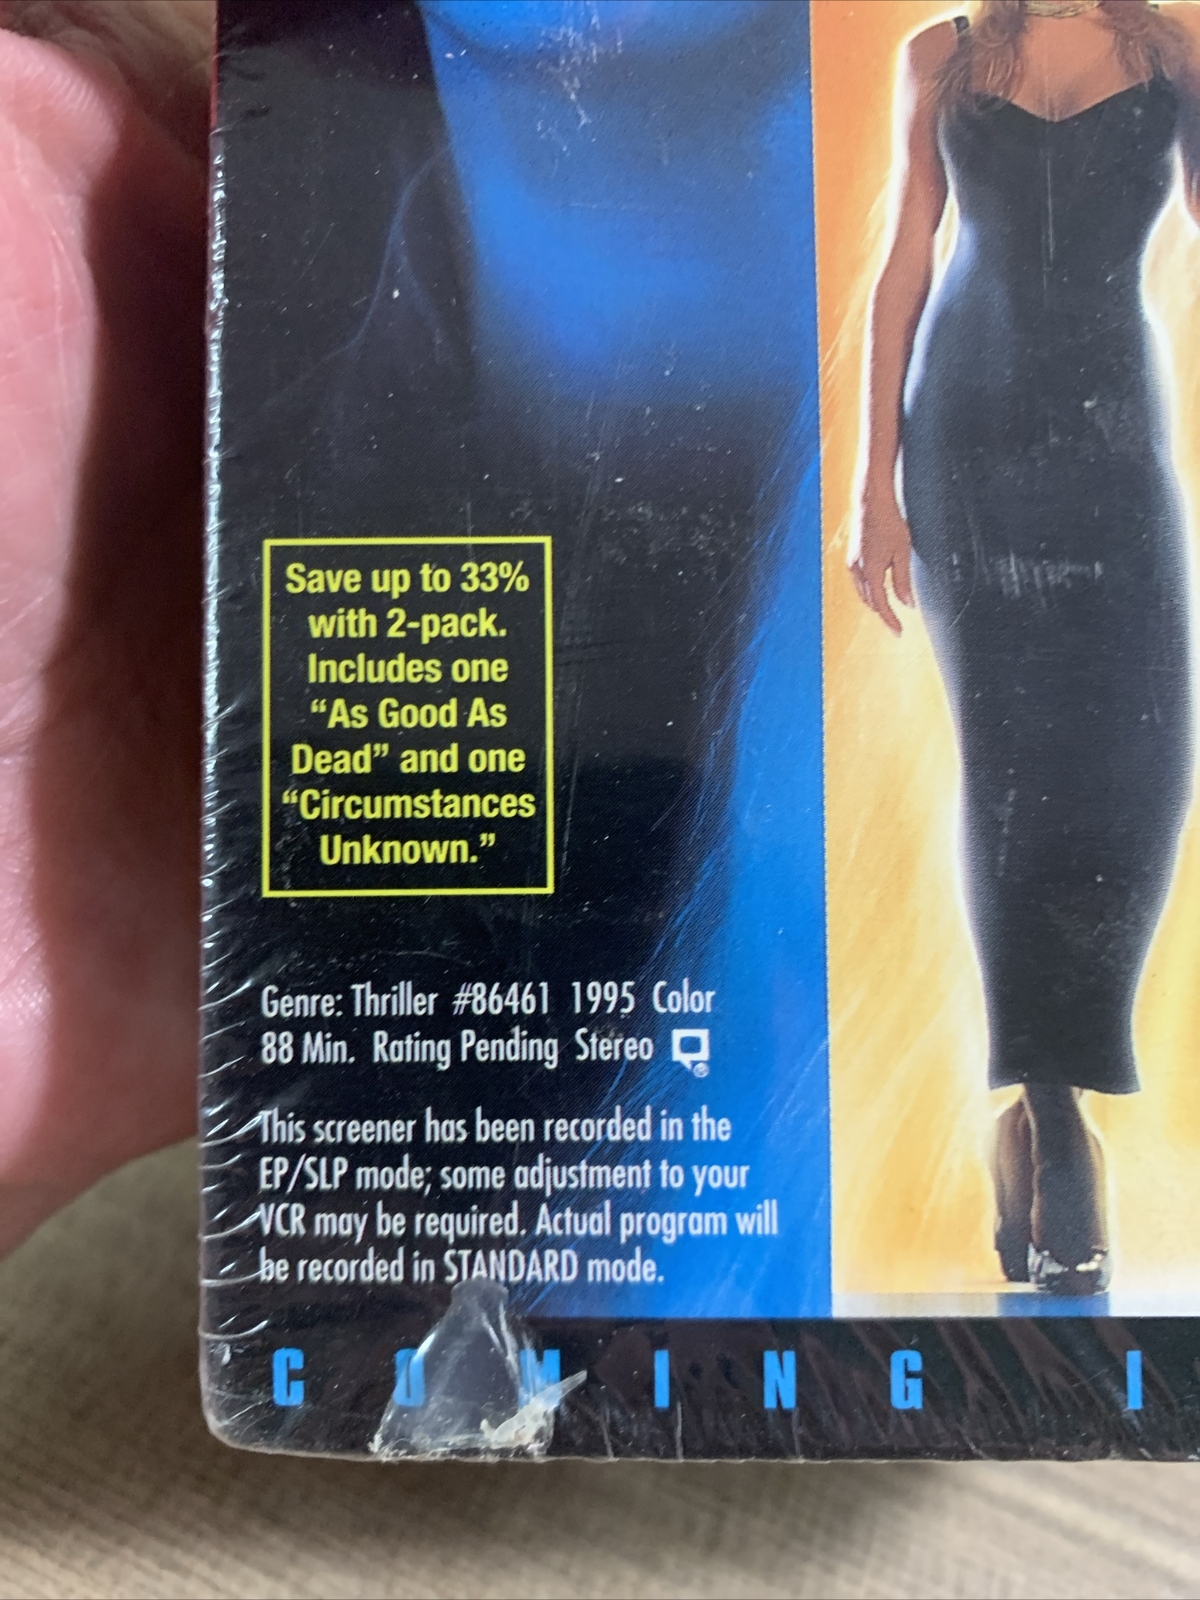 Save up to 33%
with 2-pack.
Includes one
“As Good As
Dead” and one
“Circumstances
Unknown.”
Genre: Thriller #86461 1995 Color
88 Min. Rating Pending Stereo ®
This screener has been recorded in the
EP/SLP mode; some adjustment to your
VCR may be required. Actual program will
be recorded in STANDARD mode.
COMING